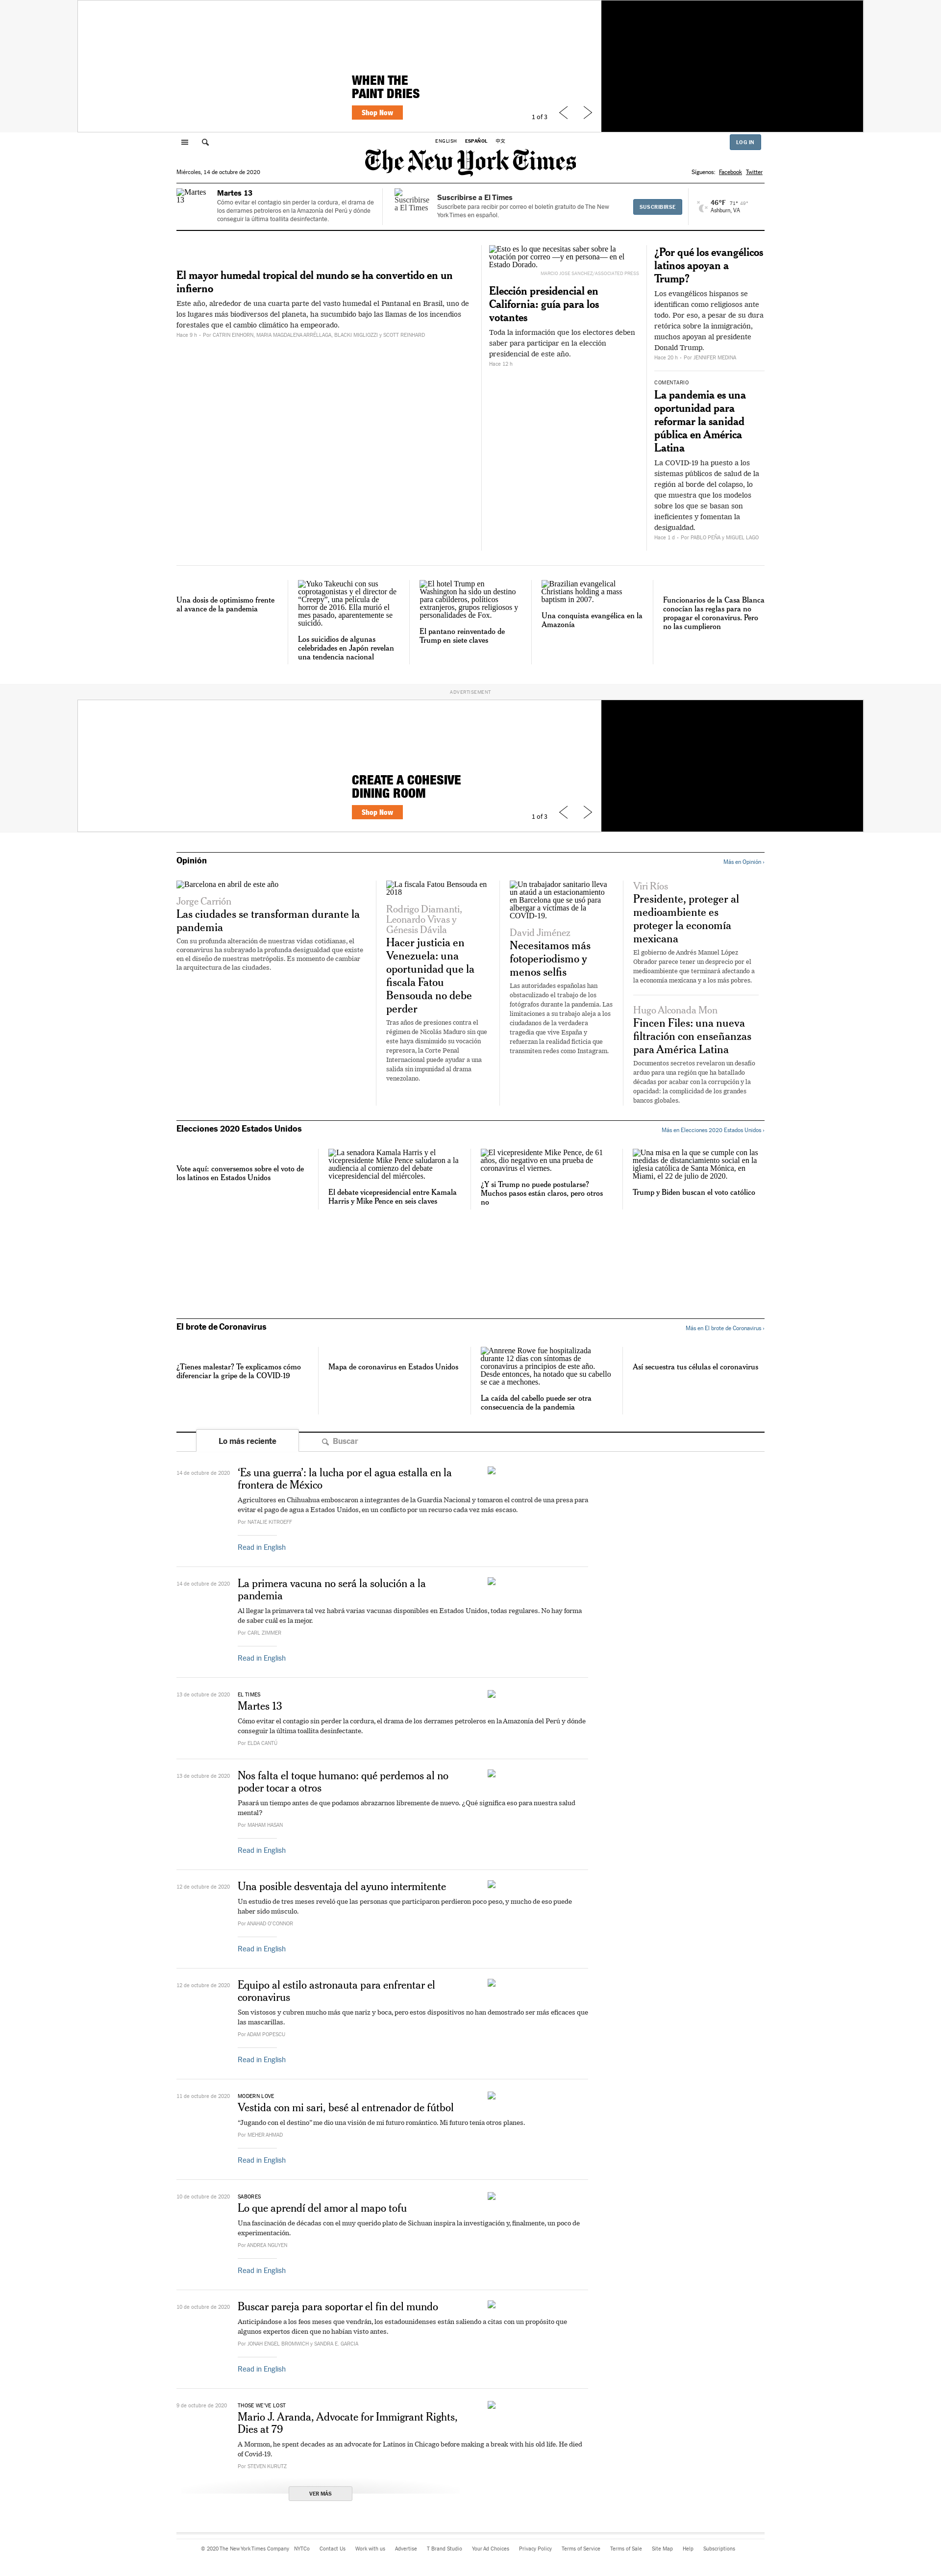 WHEN THE
PAINT DRIES
Shop Now
1 of 3
ENGLISH ESPAÑOL 中文
LOG IN
The New York Times
Miércoles, 14 de octubre de 2020
Síguenos: Facebook Twitter
Martes 13
Martes 13
Cómo evitar el contagio sin perder la cordura, el drama de
los derrames petroleros en la Amazonía del Perú y dónde
conseguir la última toallita desinfectante.
Suscribirse a El Times
Suscribirse a El Times
Suscríbete para recibir por correo el boletín gratuito de The New
York Times en español.
SUSCRIBIRSE
46°F 71° 49°
Ashburn, VA
El mayor humedal tropical del mundo se ha convertido en un
infierno
Este año, alrededor de una cuarta parte del vasto humedal el Pantanal en Brasil, uno de
los lugares más biodiversos del planeta, ha sucumbido bajo las llamas de los incendios
forestales que el cambio climático ha empeorado.
Hace 9 h - Por CATRIN EINHORN, MARIA MAGDALENA ARRÉLLAGA, BLACKI MIGLIOZZI y SCOTT REINHARD
Esto es lo que necesitas saber sobre la
votación por correo —y en persona— en el
Estado Dorado.
MARCIO JOSE SANCHEZ/ASSOCIATED PRESS
Elección presidencial en
California: guía para los
votantes
Toda la información que los electores deben
saber para participar en la elección
presidencial de este año.
Hace 12 h
¿Por qué los evangélicos
latinos apoyan a
Trump?
Los evangélicos hispanos se
identifican como religiosos ante
todo. Por eso, a pesar de su dura
retórica sobre la inmigración,
muchos apoyan al presidente
Donald Trump.
Hace 20 h - Por JENNIFER MEDINA
COMENTARIO
La pandemia es una
oportunidad para
reformar la sanidad
pública en América
Latina
La COVID-19 ha puesto a los
sistemas públicos de salud de la
región al borde del colapso, lo
que muestra que los modelos
sobre los que se basan son
ineficientes y fomentan la
desigualdad.
Hace 1 d - Por PABLO PEÑA y MIGUEL LAGO
Una dosis de optimismo frente
al avance de la pandemia
Yuko Takeuchi con sus
coprotagonistas y el director de
“Creepy”, una película de
horror de 2016. Ella murió el
mes pasado, aparentemente se
suicidó.
Los suicidios de algunas
celebridades en Japón revelan
una tendencia nacional
El hotel Trump en
Washington ha sido un destino
para cabilderos, políticos
extranjeros, grupos religiosos y
personalidades de Fox.
El pantano reinventado de
Trump en siete claves
Brazilian evangelical
Christians holding a mass
baptism in 2007.
Una conquista evangélica en la
Amazonía
Funcionarios de la Casa Blanca
conocían las reglas para no
propagar el coronavirus. Pero
no las cumplieron
ADVERTISEMENT
CREATE A COHESIVE
DINING ROOM
Shop Now
1 of 3
Opinión
Más en Opinión ›
Barcelona en abril de este año
Jorge Carrión
Las ciudades se transforman durante la
pandemia
Con su profunda alteración de nuestras vidas cotidianas, el
coronavirus ha subrayado la profunda desigualdad que existe
en el diseño de nuestras metrópolis. Es momento de cambiar
la arquitectura de las ciudades.
La fiscala Fatou Bensouda en
2018
Rodrigo Diamanti,
Leonardo Vivas y
Génesis Dávila
Hacer justicia en
Venezuela: una
oportunidad que la
fiscala Fatou
Bensouda no debe
perder
Tras años de presiones contra el
régimen de Nicolás Maduro sin que
este haya disminuido su vocación
represora, la Corte Penal
Internacional puede ayudar a una
salida sin impunidad al drama
venezolano.
Un trabajador sanitario lleva
un ataúd a un estacionamiento
en Barcelona que se usó para
albergar a víctimas de la
COVID-19.
David Jiménez
Necesitamos más
fotoperiodismo y
menos selfis
Las autoridades españolas han
obstaculizado el trabajo de los
fotógrafos durante la pandemia. Las
limitaciones a su trabajo aleja a los
ciudadanos de la verdadera
tragedia que vive España y
refuerzan la realidad ficticia que
transmiten redes como Instagram.
Viri Ríos
Presidente, proteger al
medioambiente es
proteger la economía
mexicana
El gobierno de Andrés Manuel López
Obrador parece tener un desprecio por el
medioambiente que terminará afectando a
la economía mexicana y a los más pobres.
Hugo Alconada Mon
Fincen Files: una nueva
filtración con enseñanzas
para América Latina
Documentos secretos revelaron un desafío
arduo para una región que ha batallado
décadas por acabar con la corrupción y la
opacidad: la complicidad de los grandes
bancos globales.
Elecciones 2020 Estados Unidos
Más en Elecciones 2020 Estados Unidos ›
Vote aquí: conversemos sobre el voto de
los latinos en Estados Unidos
La senadora Kamala Harris y el
vicepresidente Mike Pence saludaron a la
audiencia al comienzo del debate
vicepresidencial del miércoles.
El debate vicepresidencial entre Kamala
Harris y Mike Pence en seis claves
El vicepresidente Mike Pence, de 61
años, dio negativo en una prueba de
coronavirus el viernes.
¿Y si Trump no puede postularse?
Muchos pasos están claros, pero otros
no
Una misa en la que se cumple con las
medidas de distanciamiento social en la
iglesia católica de Santa Mónica, en
Miami, el 22 de julio de 2020.
Trump y Biden buscan el voto católico
El brote de Coronavirus
Más en El brote de Coronavirus ›
¿Tienes malestar? Te explicamos cómo
diferenciar la gripe de la COVID-19
Mapa de coronavirus en Estados Unidos
Annrene Rowe fue hospitalizada
durante 12 días con síntomas de
coronavirus a principios de este año.
Desde entonces, ha notado que su cabello
se cae a mechones.
La caída del cabello puede ser otra
consecuencia de la pandemia
Así secuestra tus células el coronavirus
Lo más reciente
Buscar
14 de octubre de 2020
‘Es una guerra’: la lucha por el agua estalla en la
frontera de México
Agricultores en Chihuahua emboscaron a integrantes de la Guardia Nacional y tomaron el control de una presa para
evitar el pago de agua a Estados Unidos, en un conflicto por un recurso cada vez más escaso.
Por NATALIE KITROEFF
Read in English
14 de octubre de 2020
La primera vacuna no será la solución a la
pandemia
Al llegar la primavera tal vez habrá varias vacunas disponibles en Estados Unidos, todas regulares. No hay forma
de saber cuál es la mejor.
Por CARL ZIMMER
Read in English
13 de octubre de 2020
EL TIMES
Martes 13
Cómo evitar el contagio sin perder la cordura, el drama de los derrames petroleros en la Amazonía del Perú y dónde
conseguir la última toallita desinfectante.
Por ELDA CANTÚ
13 de octubre de 2020
Nos falta el toque humano: qué perdemos al no
poder tocar a otros
Pasará un tiempo antes de que podamos abrazarnos libremente de nuevo. ¿Qué significa eso para nuestra salud
mental?
Por MAHAM HASAN
Read in English
12 de octubre de 2020
Una posible desventaja del ayuno intermitente
Un estudio de tres meses reveló que las personas que participaron perdieron poco peso, y mucho de eso puede
haber sido músculo.
Por ANAHAD O’CONNOR
Read in English
12 de octubre de 2020
Equipo al estilo astronauta para enfrentar el
coronavirus
Son vistosos y cubren mucho más que nariz y boca, pero estos dispositivos no han demostrado ser más eficaces que
las mascarillas.
Por ADAM POPESCU
Read in English
11 de octubre de 2020
MODERN LOVE
Vestida con mi sari, besé al entrenador de fútbol
“Jugando con el destino” me dio una visión de mi futuro romántico. Mi futuro tenía otros planes.
Por MEHER AHMAD
Read in English
10 de octubre de 2020
SABORES
Lo que aprendí del amor al mapo tofu
Una fascinación de décadas con el muy querido plato de Sichuan inspira la investigación y, finalmente, un poco de
experimentación.
Por ANDREA NGUYEN
Read in English
10 de octubre de 2020
Buscar pareja para soportar el fin del mundo
Anticipándose a los feos meses que vendrán, los estadounidenses están saliendo a citas con un propósito que
algunos expertos dicen que no habían visto antes.
Por JONAH ENGEL BROMWICH y SANDRA E. GARCIA
Read in English
9 de octubre de 2020
THOSE WE’VE LOST
Mario J. Aranda, Advocate for Immigrant Rights,
Dies at 79
A Mormon, he spent decades as an advocate for Latinos in Chicago before making a break with his old life. He died
of Covid-19.
Por STEVEN KURUTZ
VER MÁS
© 2020 The New York Times Company NYTCo Contact Us Work with us Advertise T Brand Studio Your Ad Choices Privacy Policy Terms of Service Terms of Sale Site Map Help Subscriptions